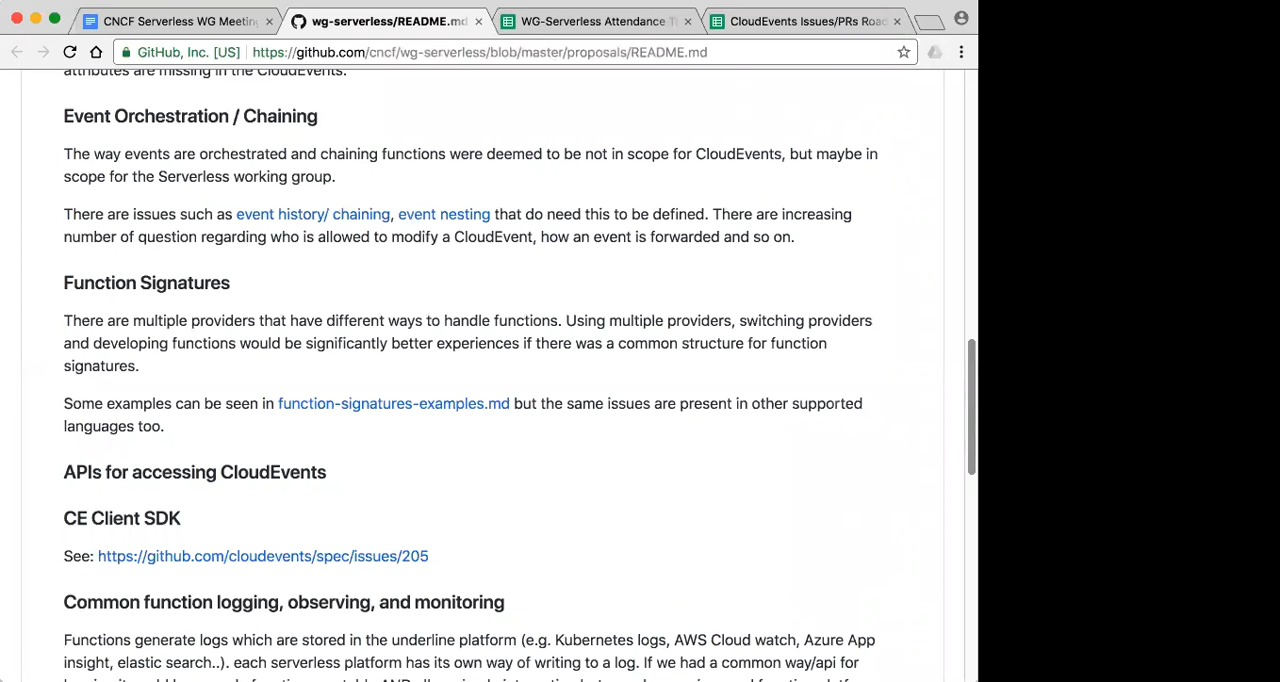 CNCF Serverless WG Meeting
wg-serverless/README.md
WG-Serverless Attendance T
CloudEvents Issues/PRs Road
GitHub, Inc. [US] https://github.com/cncf/wg-serverless/blob/master/proposals/README.md
attributes are missing in the CloudEvents.
Event Orchestration / Chaining
The way events are orchestrated and chaining functions were deemed to be not in scope for CloudEvents, but maybe in
scope for the Serverless working group.
There are issues such as event history/ chaining, event nesting that do need this to be defined. There are increasing
number of question regarding who is allowed to modify a CloudEvent, how an event is forwarded and so on.
Function Signatures
There are multiple providers that have different ways to handle functions. Using multiple providers, switching providers
and developing functions would be significantly better experiences if there was a common structure for function
signatures.
Some examples can be seen in function-signatures-examples.md but the same issues are present in other supported
languages too.
APIs for accessing CloudEvents
CE Client SDK
See: https://github.com/cloudevents/spec/issues/205
Common function logging, observing, and monitoring
Functions generate logs which are stored in the underline platform (e.g. Kubernetes logs, AWS Cloud watch, Azure App
insight, elastic search..). each serverless platform has its own way of writing to a log. If we had a common way/api for